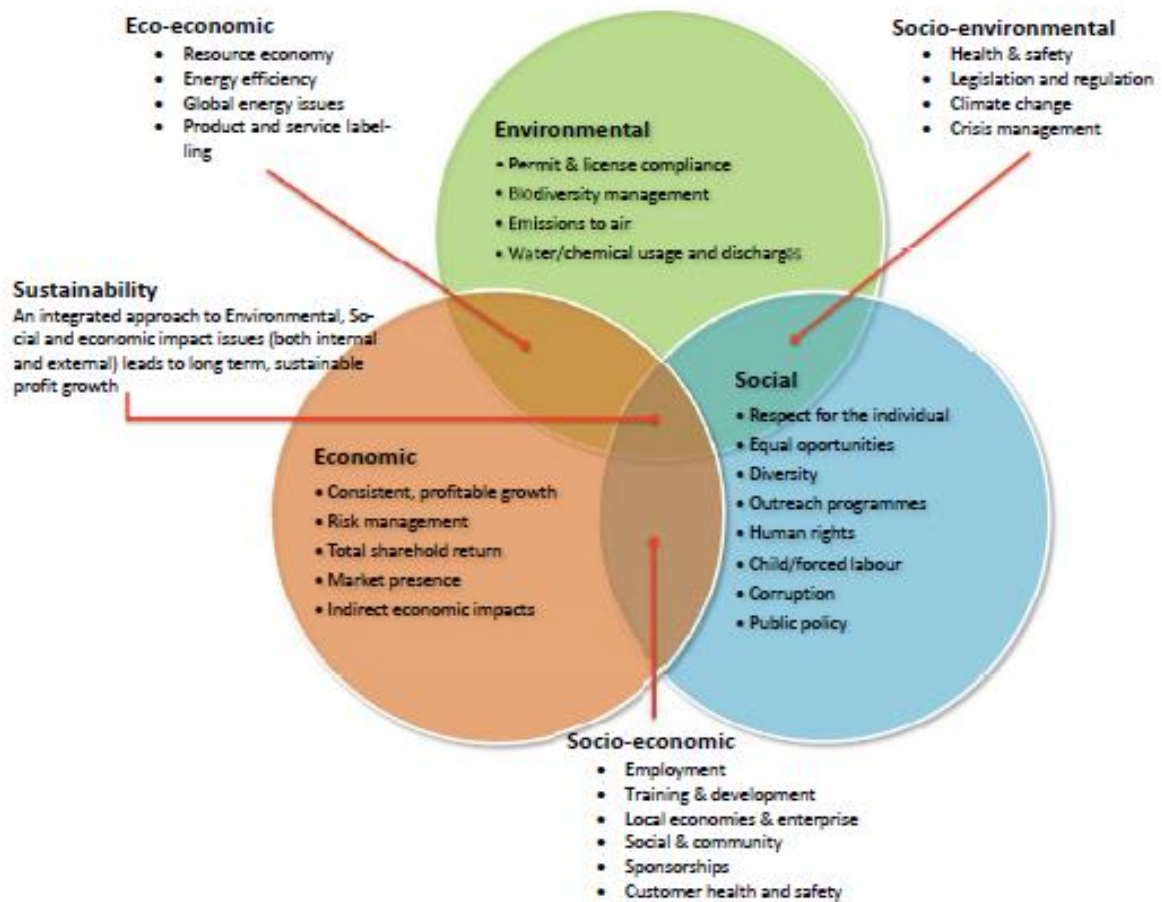 Eco-economic
• Resource economy
• Energy efficiency
• Global energy issues
• Product and service label-
ling
Socio-environmental
• Health & safety
• Legislation and regulation
• Climate change
• Crisis management
Environmental
• Permit & license compliance
• Biodiversity management
• Emissions to air
• Water/chemical usage and discharges
Sustainability
An integrated approach to Environmental, So-
cial and economic impact issues (both internal
and external) leads to long term, sustainable
profit growth
Social
• Respect for the individual
• Equal oportunities
• Diversity
• Outreach programmes
• Human rights
• Child/forced labour
• Corruption
• Public policy
Economic
• Consistent, profitable growth
• Risk management
• Total sharehold return
• Market presence
• Indirect economic impacts
Socio-economic
• Employment
• Training & development
• Local economies & enterprise
• Social & community
• Sponsorships
• Customer health and safety